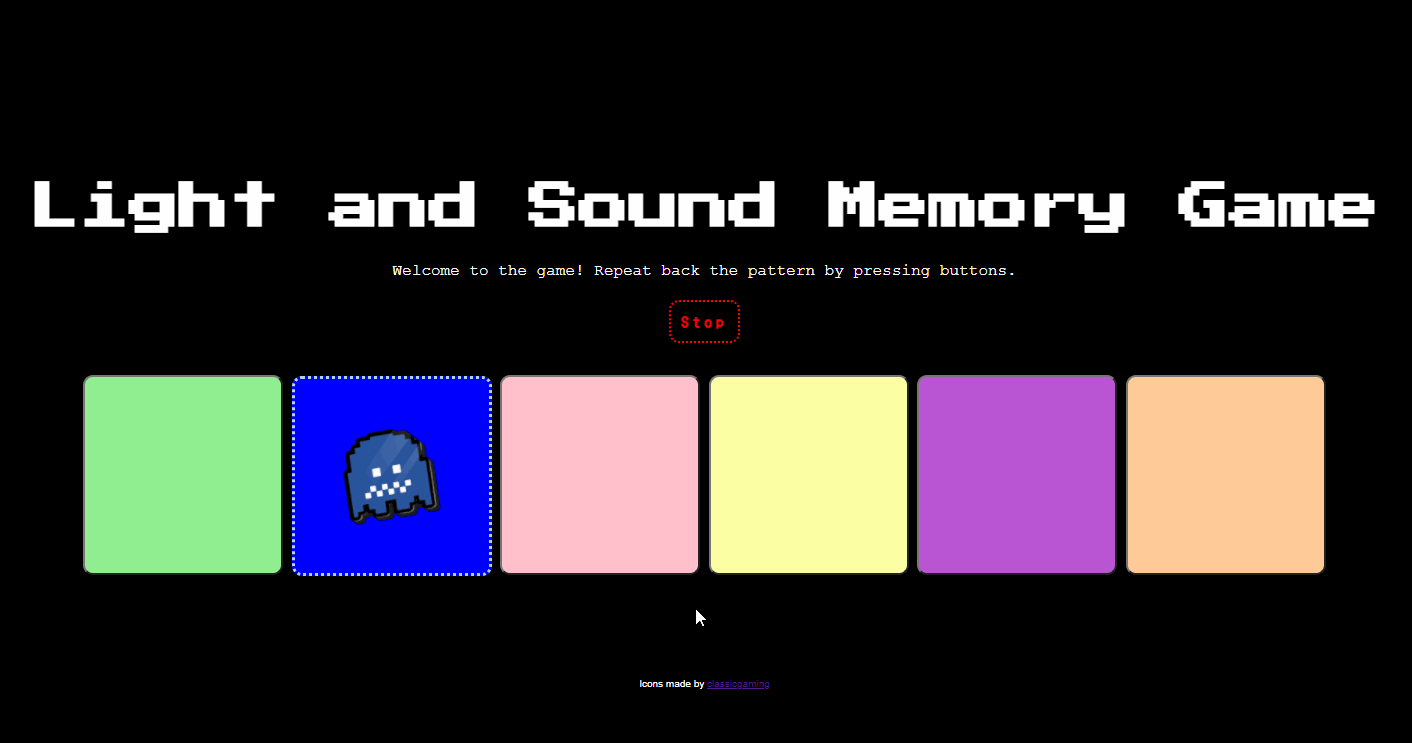 Light and Sound Memory Game
Welcome to the game! Repeat back the pattern by pressing buttons.
Stop
Icons made by classicgaming